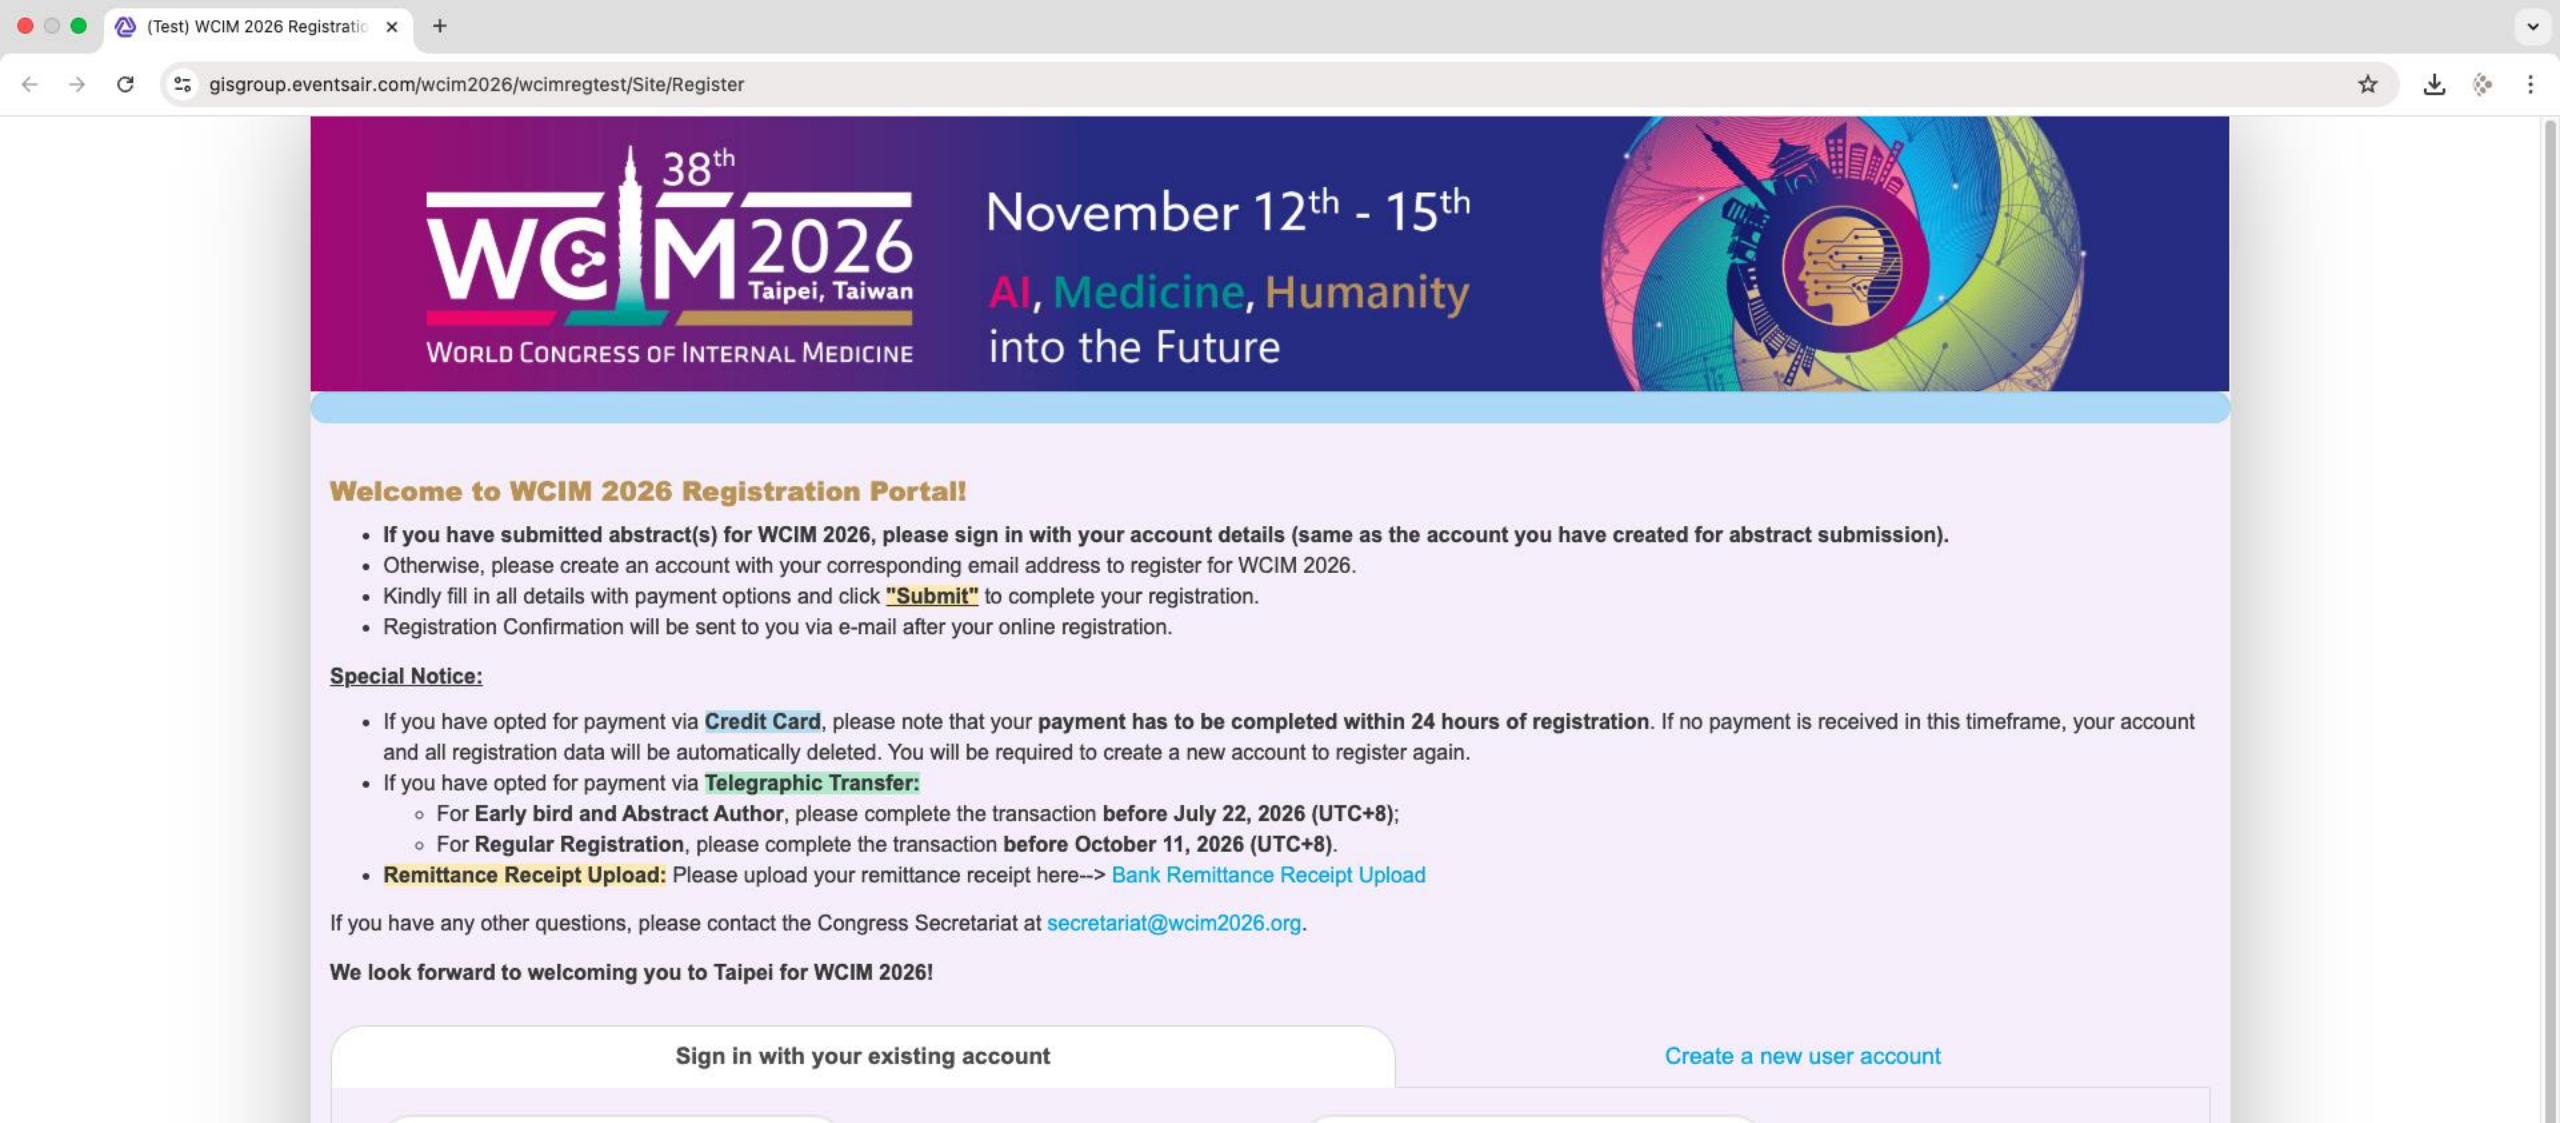 (Test) WCIM 2026 Registratio
gisgroup.eventsair.com/wcim2026/wcimregtest/Site/Register
38th
WCIM 2026
Taipei, Taiwan
WORLD CONGRESS OF INTERNAL MEDICINE
November 12th - 15th
AI, Medicine, Humanity
into the Future
Welcome to WCIM 2026 Registration Portal!
• If you have submitted abstract(s) for WCIM 2026, please sign in with your account details (same as the account you have created for abstract submission).
• Otherwise, please create an account with your corresponding email address to register for WCIM 2026.
• Kindly fill in all details with payment options and click "Submit" to complete your registration.
• Registration Confirmation will be sent to you via e-mail after your online registration.
Special Notice:
• If you have opted for payment via Credit Card, please note that your payment has to be completed within 24 hours of registration. If no payment is received in this timeframe, your account
and all registration data will be automatically deleted. You will be required to create a new account to register again.
• If you have opted for payment via Telegraphic Transfer:
◦ For Early bird and Abstract Author, please complete the transaction before July 22, 2026 (UTC+8);
◦ For Regular Registration, please complete the transaction before October 11, 2026 (UTC+8).
• Remittance Receipt Upload: Please upload your remittance receipt here--> Bank Remittance Receipt Upload
If you have any other questions, please contact the Congress Secretariat at secretariat@wcim2026.org.
We look forward to welcoming you to Taipei for WCIM 2026!
Sign in with your existing account
Create a new user account